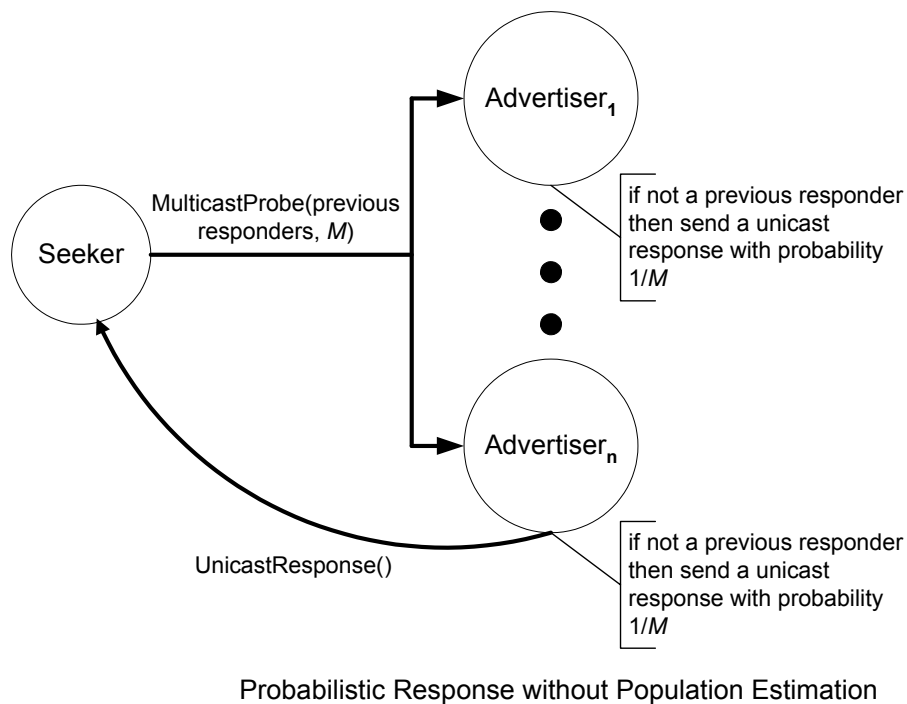 Advertiser1
if not a previous responder
then send a unicast
response with probability
1/M
MulticastProbe(previous
responders, M)
Seeker
Advertisern
UnicastResponse()
if not a previous responder
then send a unicast
response with probability
1/M
Probabilistic Response without Population Estimation